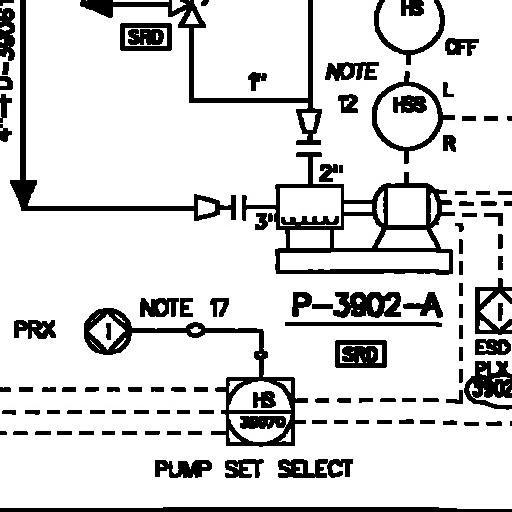 HS
OFF
SRD
NOTE
12
1"
HSS
L
R
2"
3"
P-3902-A
NOTE 17
PRX
I
SRD
I
ESD
PLX
3902
HS
PUMP SET SELECT